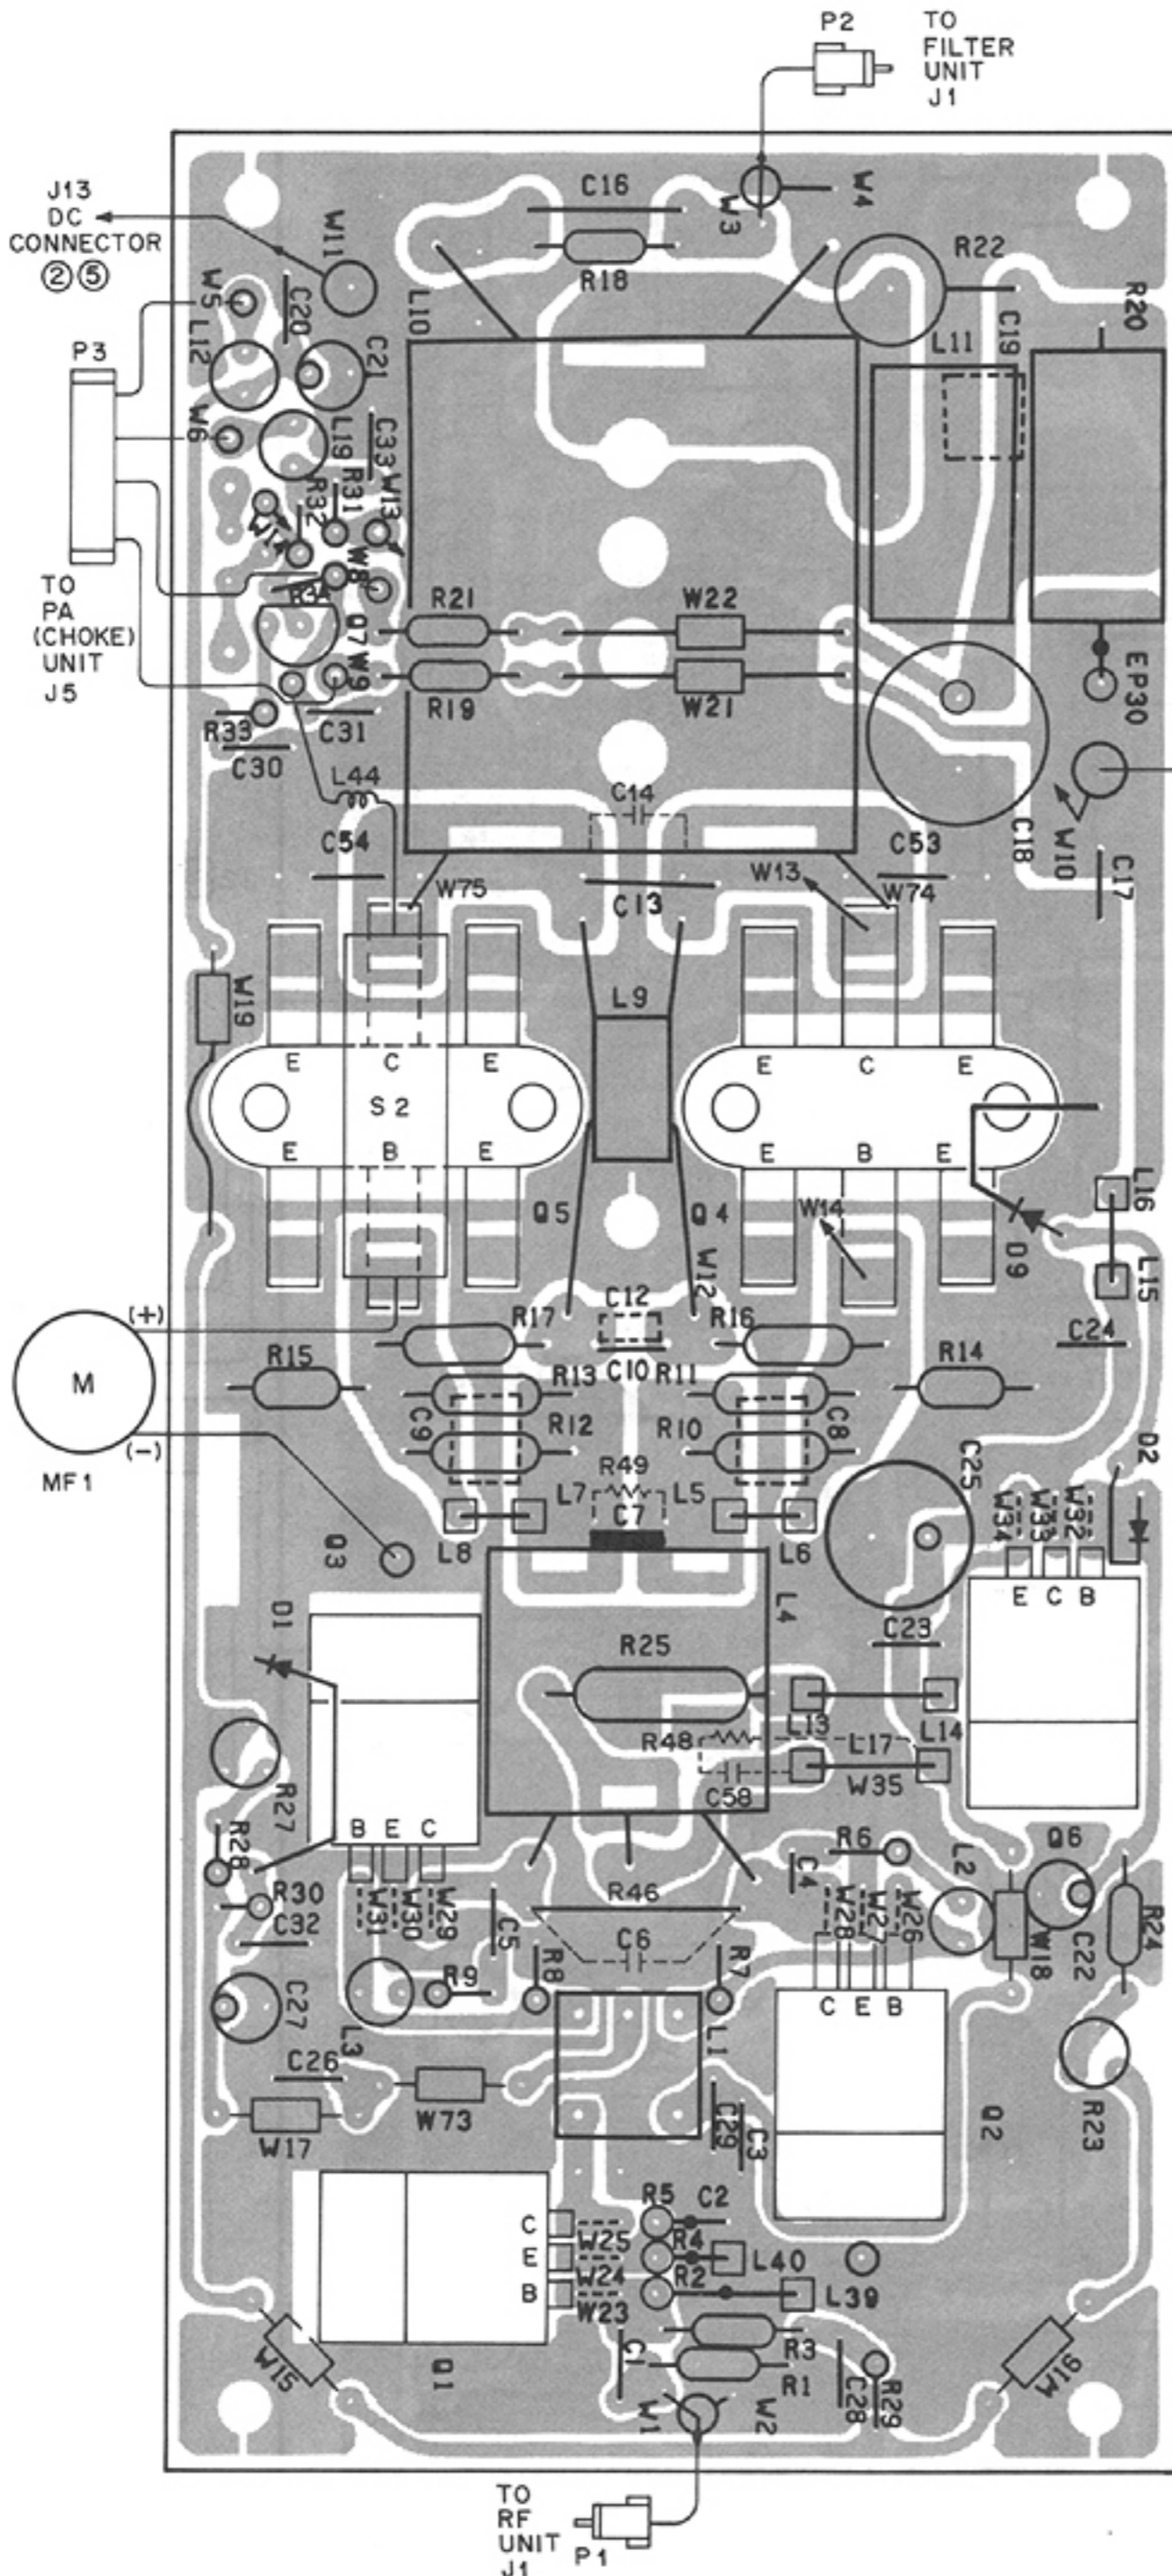 P2
TO
FILTER
UNIT
J1
J13
DC
CONNECTOR
②⑤
W11
C16
W3
W4
R18
R22
R20
W5
C20
L10
L12
C21
C19
L11
P3
W6
L19
C33
R31
R32
W13
W8
TO
PA
(CHOKE)
UNIT
J5
Q7
W9
R21
W22
R19
W21
EP30
R33
C31
C30
L44
C14
C18
W10
C54
C53
C17
W75
W13
W74
C13
W19
L9
E
C
E
E
C
E
S2
E
B
E
E
B
E
Q5
Q4
W14
W12
D9
L16
L15
(+)
M
(-)
MF1
R17
C12
R16
C24
R15
R13
C10
R11
R14
C9
R12
R10
C8
R49
L7
C7
L5
L8
L6
C25
W34
W33
W32
D2
Q3
E
C
B
D1
L4
R25
C23
L13
L14
R48
L17
W35
C58
R27
B
E
C
R28
R6
L2
Q6
C4
R30
C32
W31
W30
W29
R46
C5
C6
W28
W27
W26
W18
C22
R24
R9
R8
R7
C
E
B
C27
L3
L1
C26
W73
W17
C29
C3
Q2
R23
R5
C2
C
W25
R4
E
W24
L40
R2
B
W23
L39
R3
C1
R1
W15
Q1
C28
R29
W16
W1
W2
TO
RF
UNIT
J1
P1